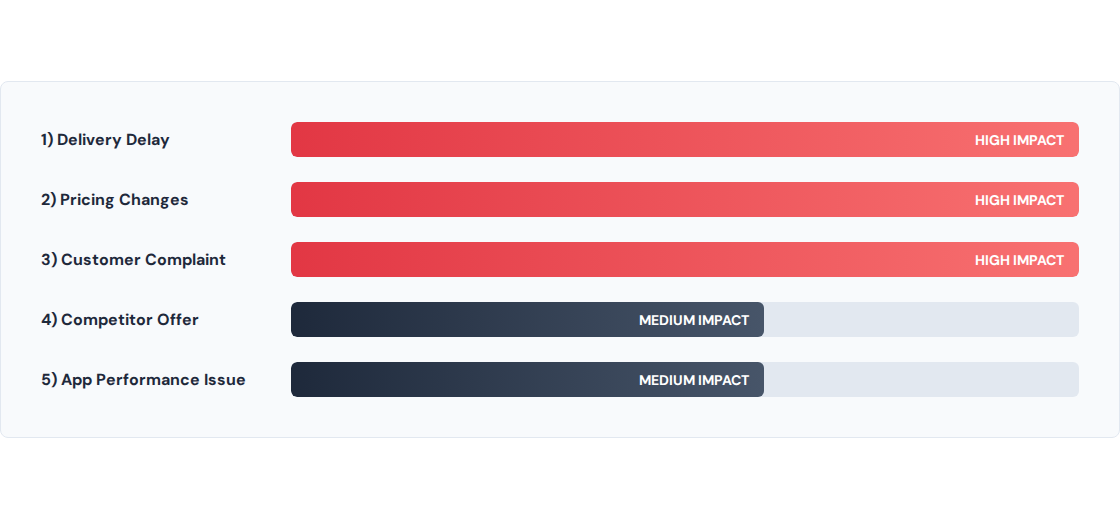 1) Delivery Delay
HIGH IMPACT
2) Pricing Changes
HIGH IMPACT
3) Customer Complaint
HIGH IMPACT
4) Competitor Offer
MEDIUM IMPACT
5) App Performance Issue
MEDIUM IMPACT